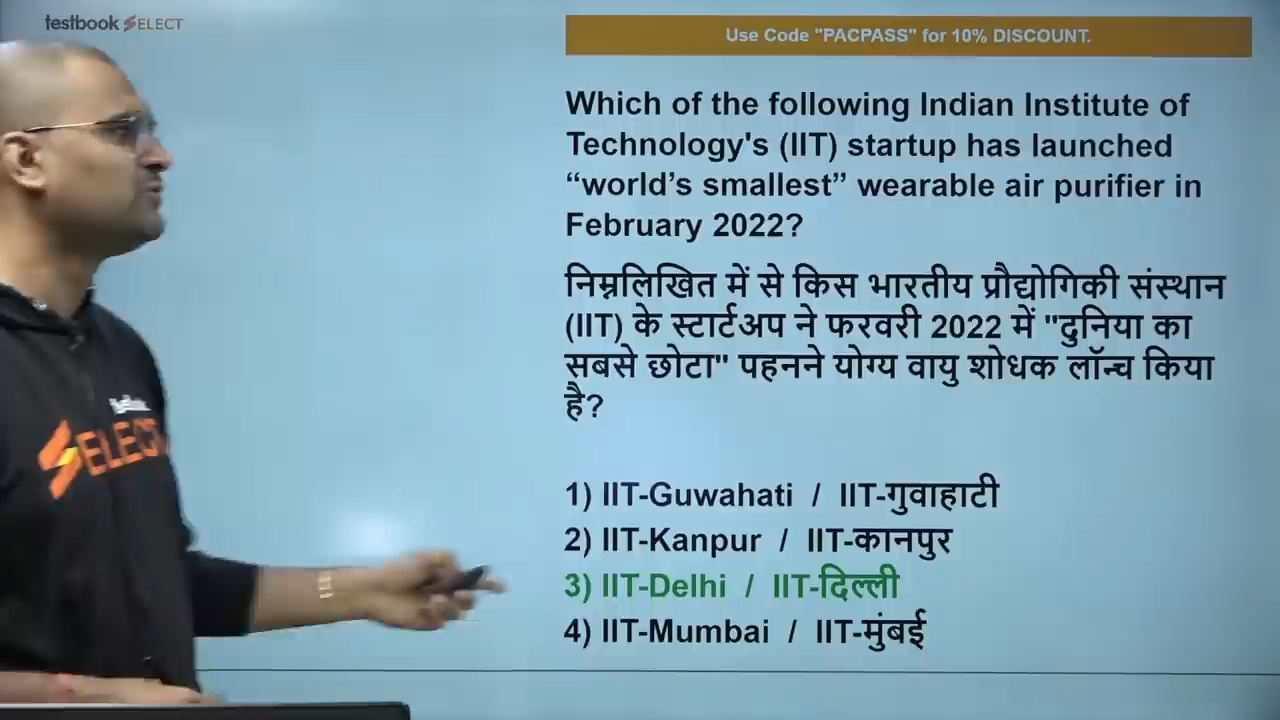 testbook SELECT
Use Code "PACPASS" for 10% DISCOUNT.
Which of the following Indian Institute of
Technology's (IIT) startup has launched
“world’s smallest” wearable air purifier in
February 2022?
निम्नलिखित में से किस भारतीय प्रौद्योगिकी संस्थान
(IIT) के स्टार्टअप ने फरवरी 2022 में "दुनिया का
सबसे छोटा" पहनने योग्य वायु शोधक लॉन्च किया
है?
1) IIT-Guwahati / IIT-गुवाहाटी
2) IIT-Kanpur / IIT-कानपुर
3) IIT-Delhi / IIT-दिल्ली
4) IIT-Mumbai / IIT-मुंबई
SELECT